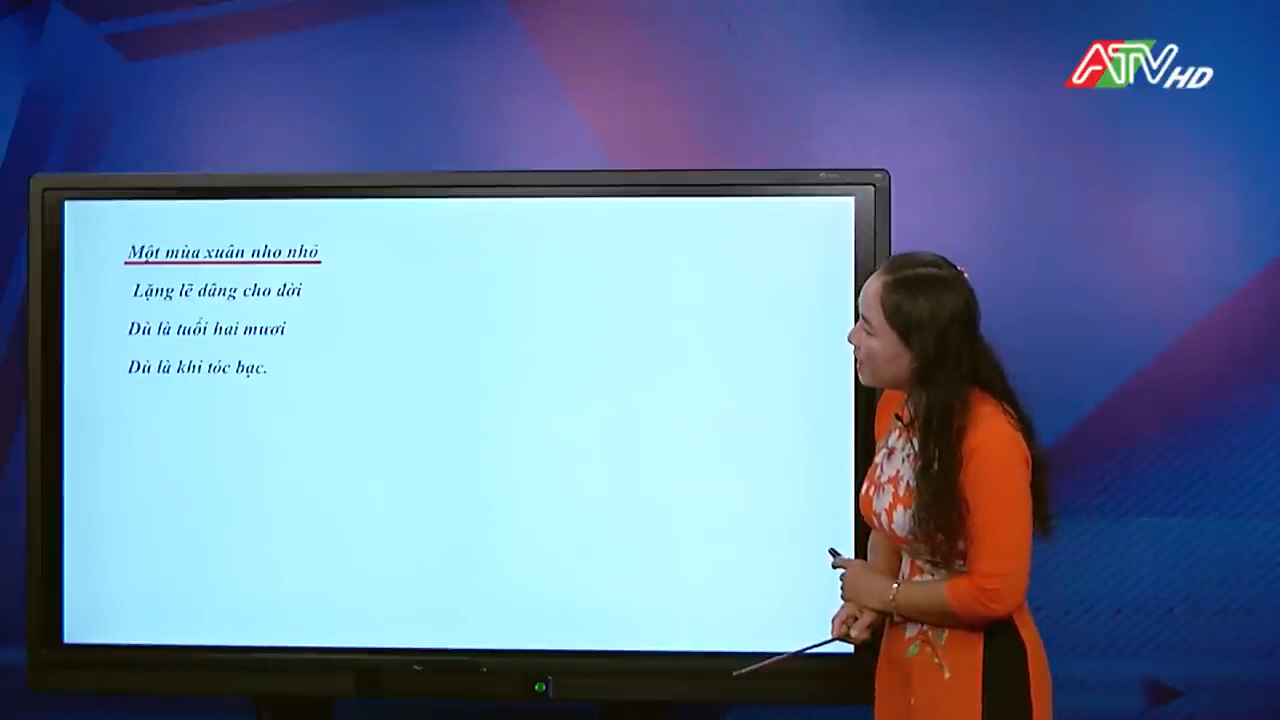 ATV HD
Một mùa xuân nho nhỏ
Lặng lẽ dâng cho đời
Dù là tuổi hai mươi
Dù là khi tóc bạc.